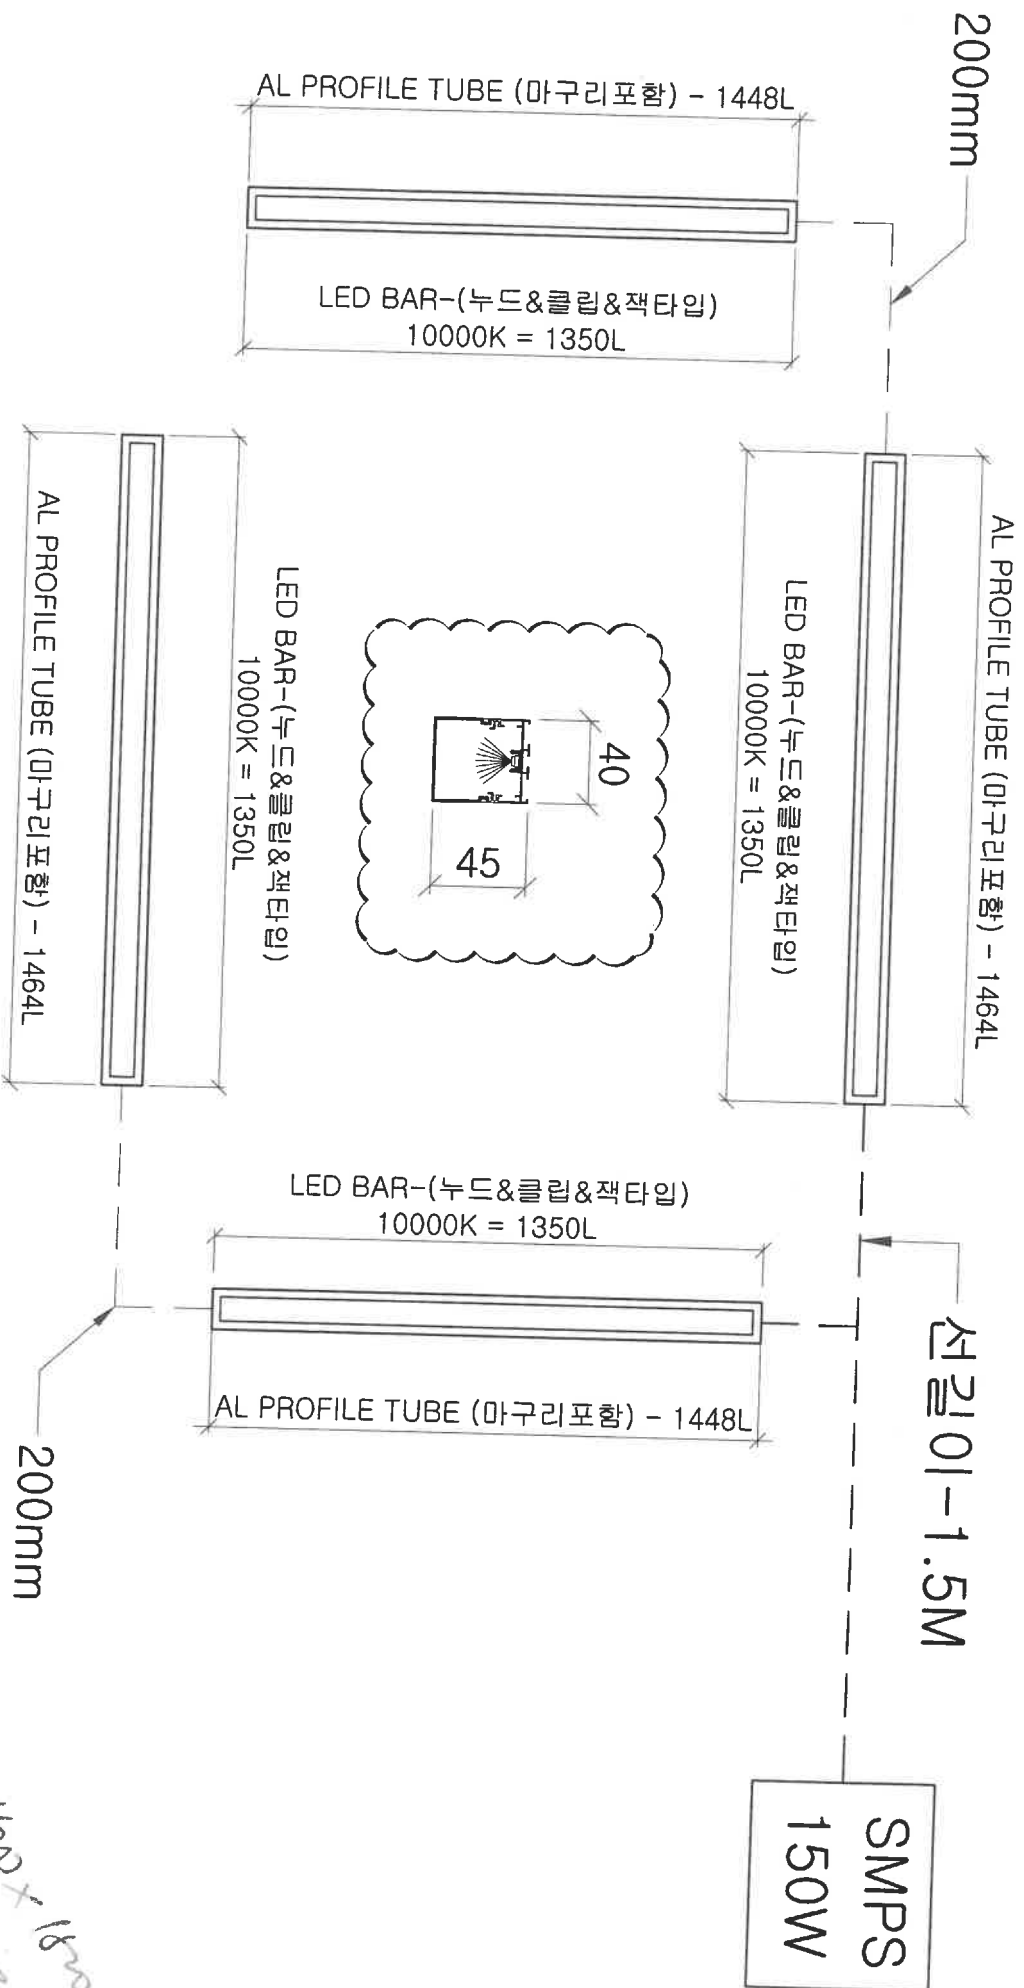 200mm
AL PROFILE TUBE (마구리포함) - 1448L
LED BAR-(누드&클립&잭타입)
10000K = 1350L
AL PROFILE TUBE (마구리포함) - 1464L
LED BAR-(누드&클립&잭타입)
10000K = 1350L
40
45
LED BAR-(누드&클립&잭타입)
10000K = 1350L
AL PROFILE TUBE (마구리포함) - 1464L
LED BAR-(누드&클립&잭타입)
10000K = 1350L
AL PROFILE TUBE (마구리포함) - 1448L
선길이-1.5M
200mm
SMPS
150W